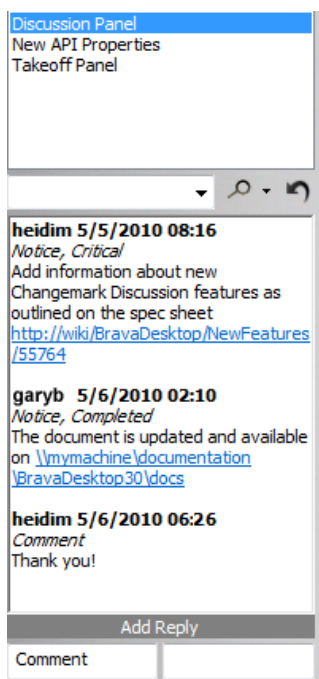 Discussion Panel
New API Properties
Takeoff Panel
heidim 5/5/2010 08:16
Notice, Critical
Add information about new
Changemark Discussion features as
outlined on the spec sheet
http://wiki/BravaDesktop/NewFeatures
/55764
garyb 5/6/2010 02:10
Notice, Completed
The document is updated and available
on \\mymachine\documentation
\BravaDesktop30\docs
heidim 5/6/2010 06:26
Comment
Thank you!
Add Reply
Comment